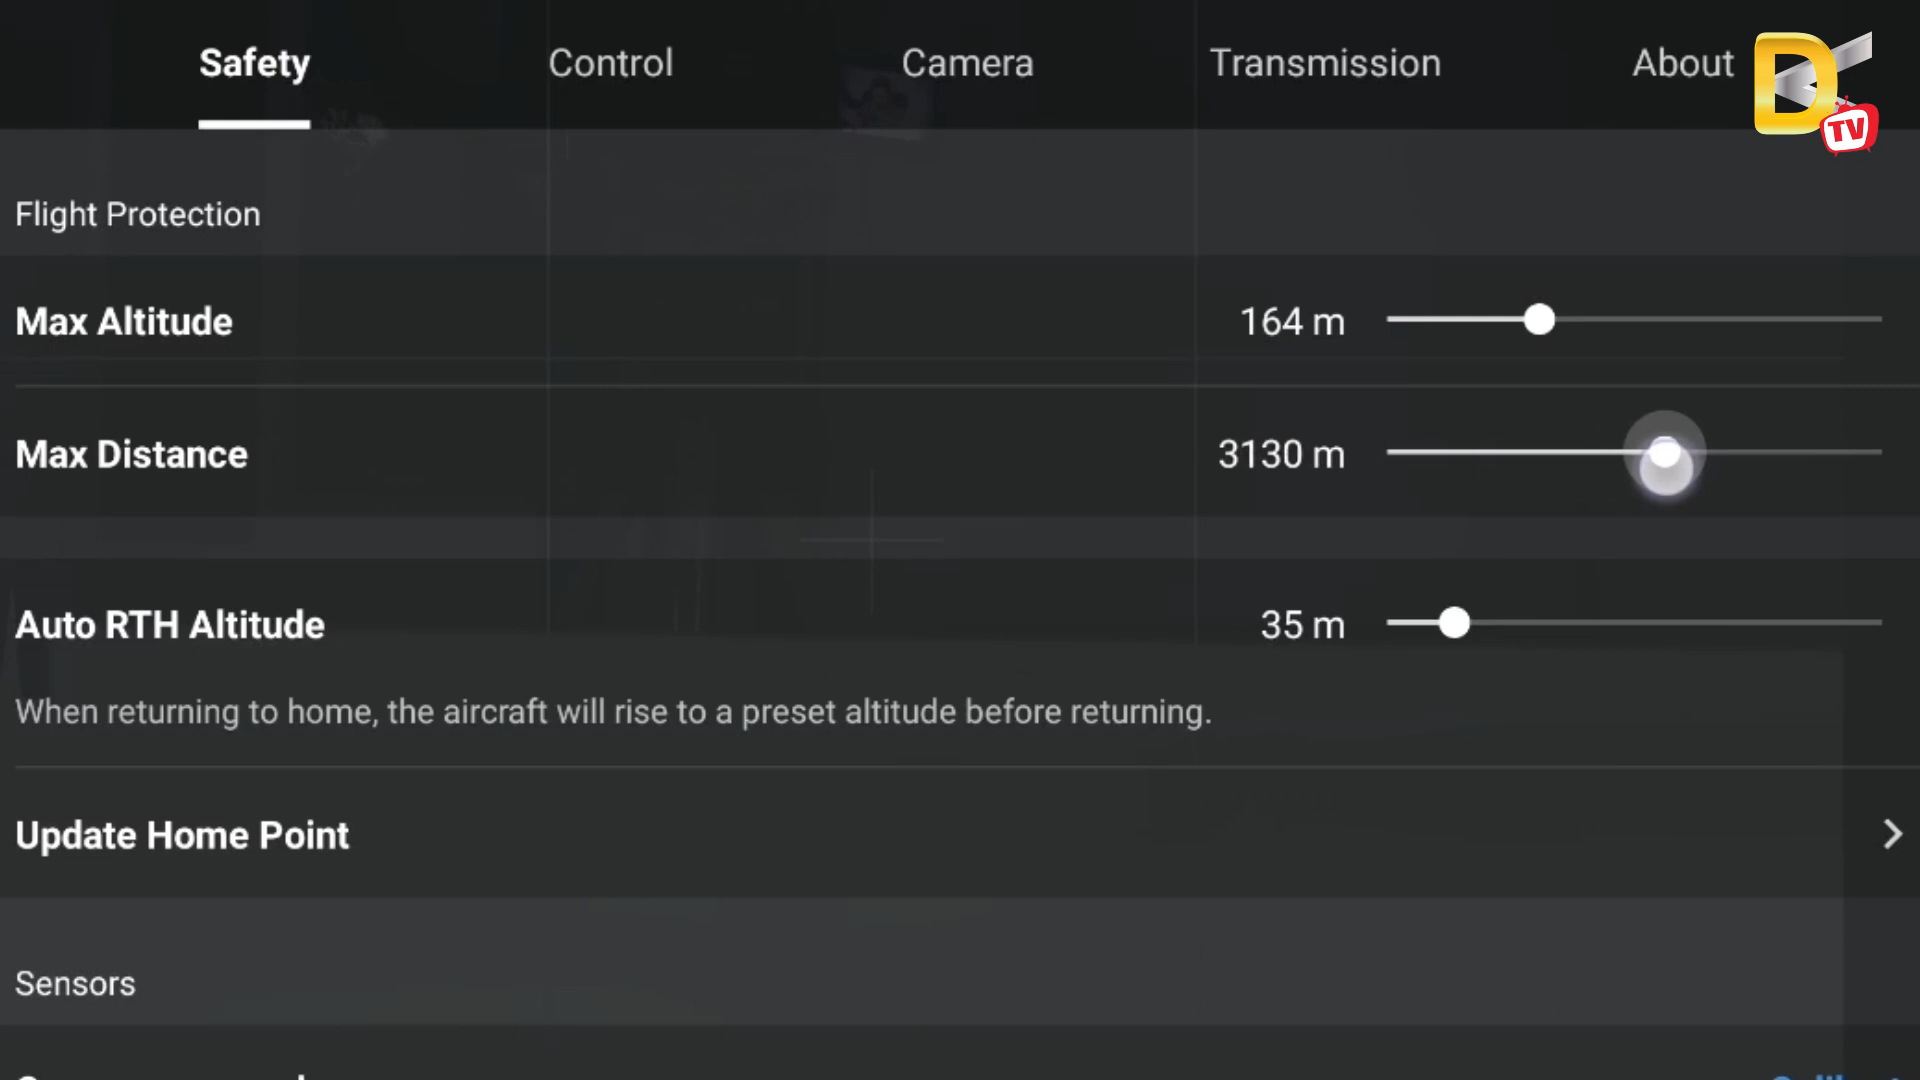 Safety Control Camera Transmission About
D TV
Flight Protection
Max Altitude 164 m
Max Distance 3130 m
Auto RTH Altitude 35 m
When returning to home, the aircraft will rise to a preset altitude before returning.
Update Home Point
Sensors